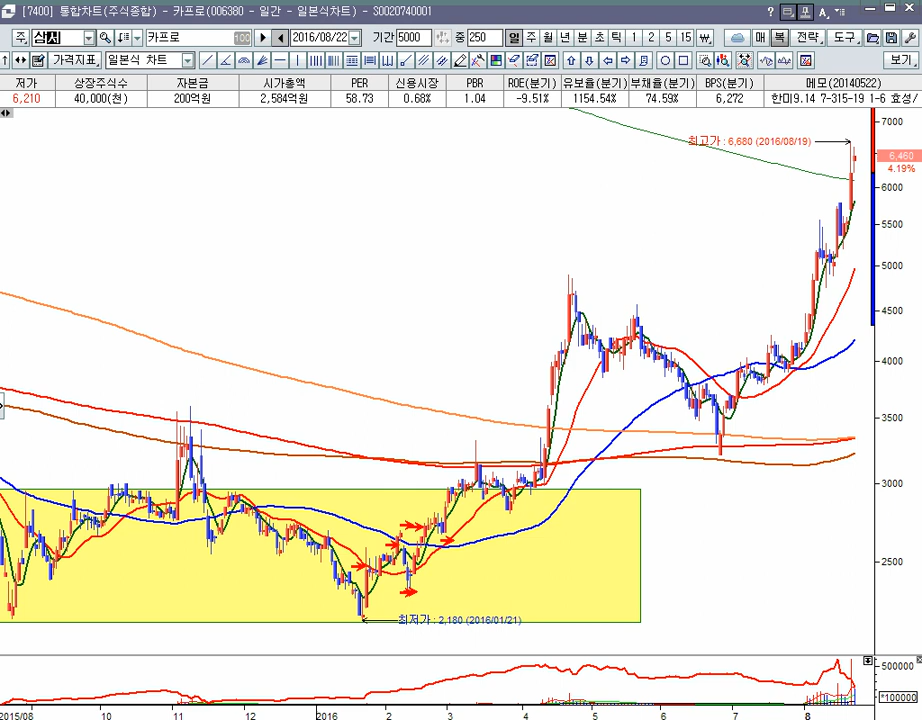 [7400] 통합차트(주식종합) - 카프로(006380 - 일간 - 일본식차트) - S0020740001
? A
주 삼시 카프로 100 2016/08/22 기간 5000 중 250 일 주 월 년 분 초 틱 1 2 5 15 매 복 전략 도구
가격지표 일본식 차트 보기
저가 상장주식수 자본금 시가총액 PER 신용시장 PBR ROE(분기) 유보율(분기) 부채율(분기) BPS(분기) 메모(20140522)
6,210 40,000(천) 200억원 2,584억원 58.73 0.68% 1.04 -9.51% 1154.54% 74.59% 6,272 한미9.14 7-315-19 1-6 효성/
7000
최고가 : 6,680 (2016/08/19)
6,460
4.19%
6000
5500
5000
4500
4000
3500
3000
2500
최저가 : 2,180 (2016/01/21)
500000
*100000
2015/08 10 11 12 2016 2 3 4 5 6 7 8